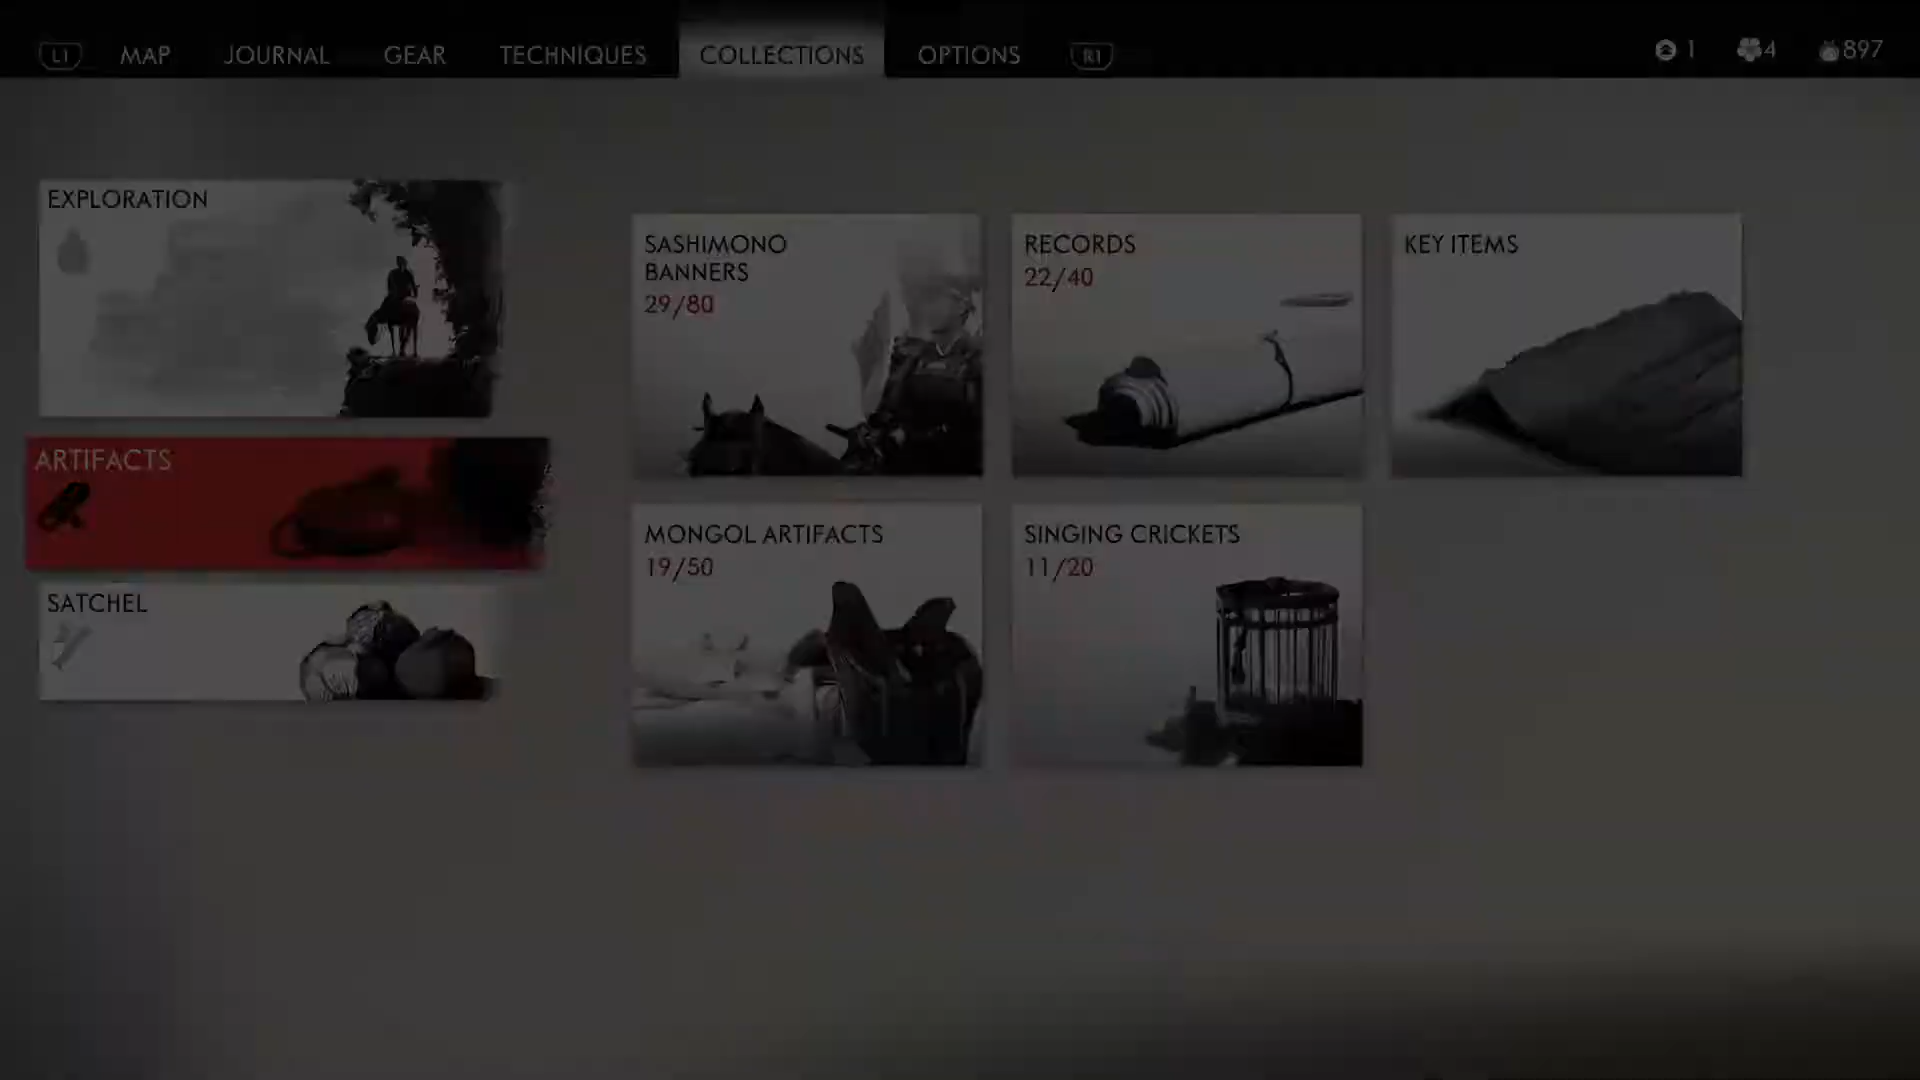 L1 MAP JOURNAL GEAR TECHNIQUES COLLECTIONS OPTIONS R1 1 4 897
EXPLORATION
ARTIFACTS
SATCHEL
SASHIMONO
BANNERS
29/80
RECORDS
22/40
KEY ITEMS
MONGOL ARTIFACTS
19/50
SINGING CRICKETS
11/20